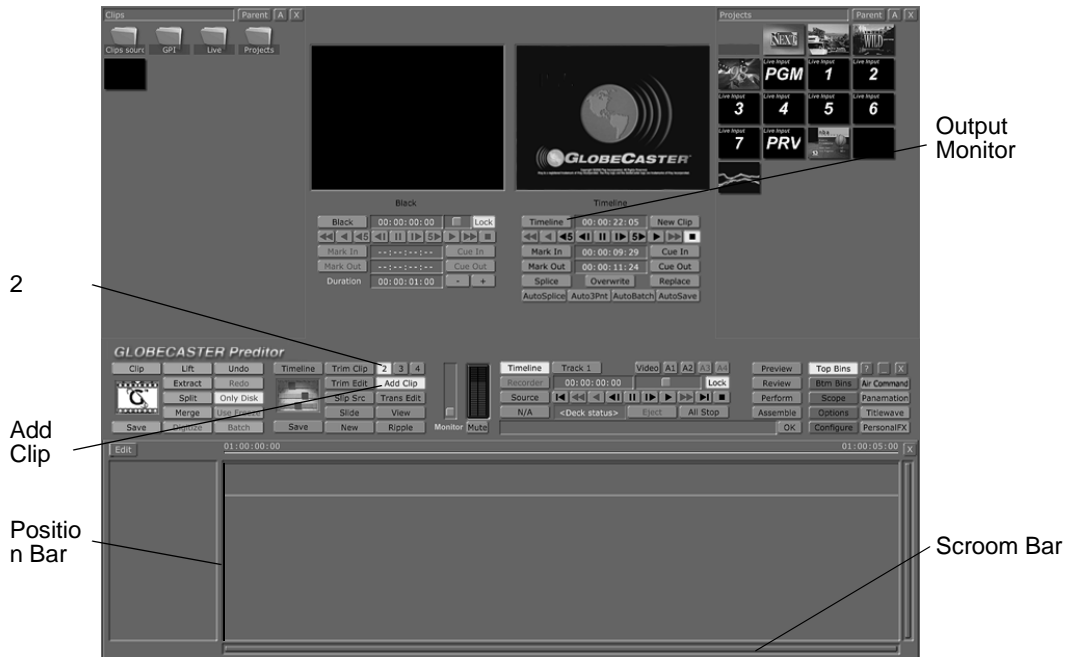 Clips Parent A X
Clips sourc GPI Live Projects
Projects Parent A X
NEXT WILD
Live Input PGM Live Input 1 Live Input 2
Live Input 3 Live Input 4 Live Input 5 Live Input 6
Live Input 7 Live Input PRV
GLOBECASTER
Black
Black 00:00:00:00 Lock
5 5
Mark In --:--:--:-- Cue In
Mark Out --:--:--:-- Cue Out
Duration 00:00:01:00 - +
Timeline
Timeline 00:00:22:05 New Clip
5 5
Mark In 00:00:09:29 Cue In
Mark Out 00:00:11:24 Cue Out
Splice Overwrite Replace
AutoSplice Auto3Pnt AutoBatch AutoSave
Output
Monitor
2
Add
Clip
Positio
n Bar
Scroom Bar
GLOBECASTER Preditor
Clip Lift Undo Timeline Trim Clip 2 3 4
Extract Redo Trim Edit Add Clip
Split Only Disk Slip Src Trans Edit
Merge Use Freeze Slide View
Save Digitize Batch Save New Ripple Monitor Mute
Timeline Track 1 Video A1 A2 A3 A4
Recorder 00:00:00:00 Lock
Source
N/A <Deck status> Eject All Stop
OK
Preview Top Bins ? _ X
Review Btm Bins Air Command
Perform Scope Panamation
Assemble Options Titlewave
Configure PersonalFX
Edit 01:00:00:00 01:00:05:00 X